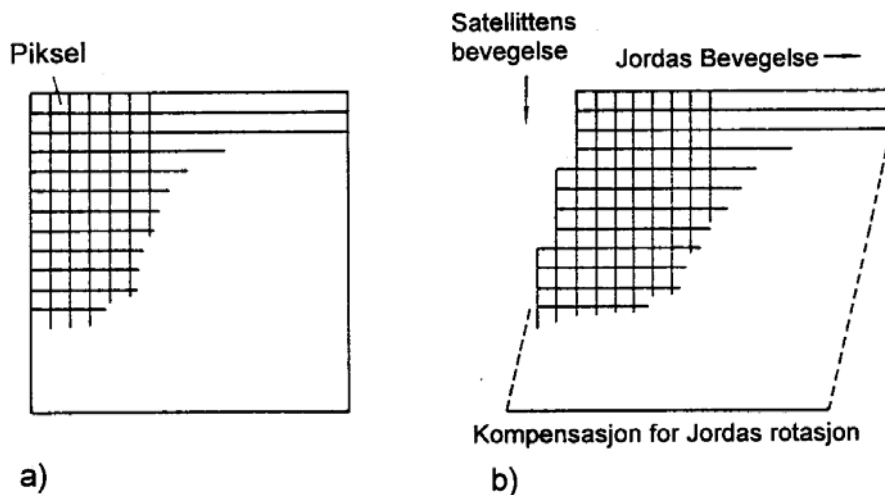 Piksel
Satellittens
bevegelse
Jordas Bevegelse
Kompensasjon for Jordas rotasjon
a)
b)